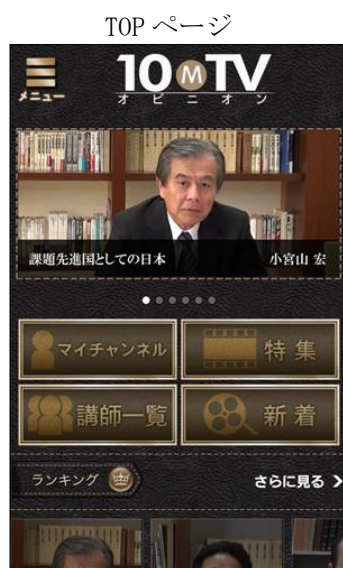 TOP ページ
メニュー
10MTV
オピニオン
課題先進国としての日本 小宮山 宏
マイチャンネル 特集
講師一覧 新着
ランキング さらに見る